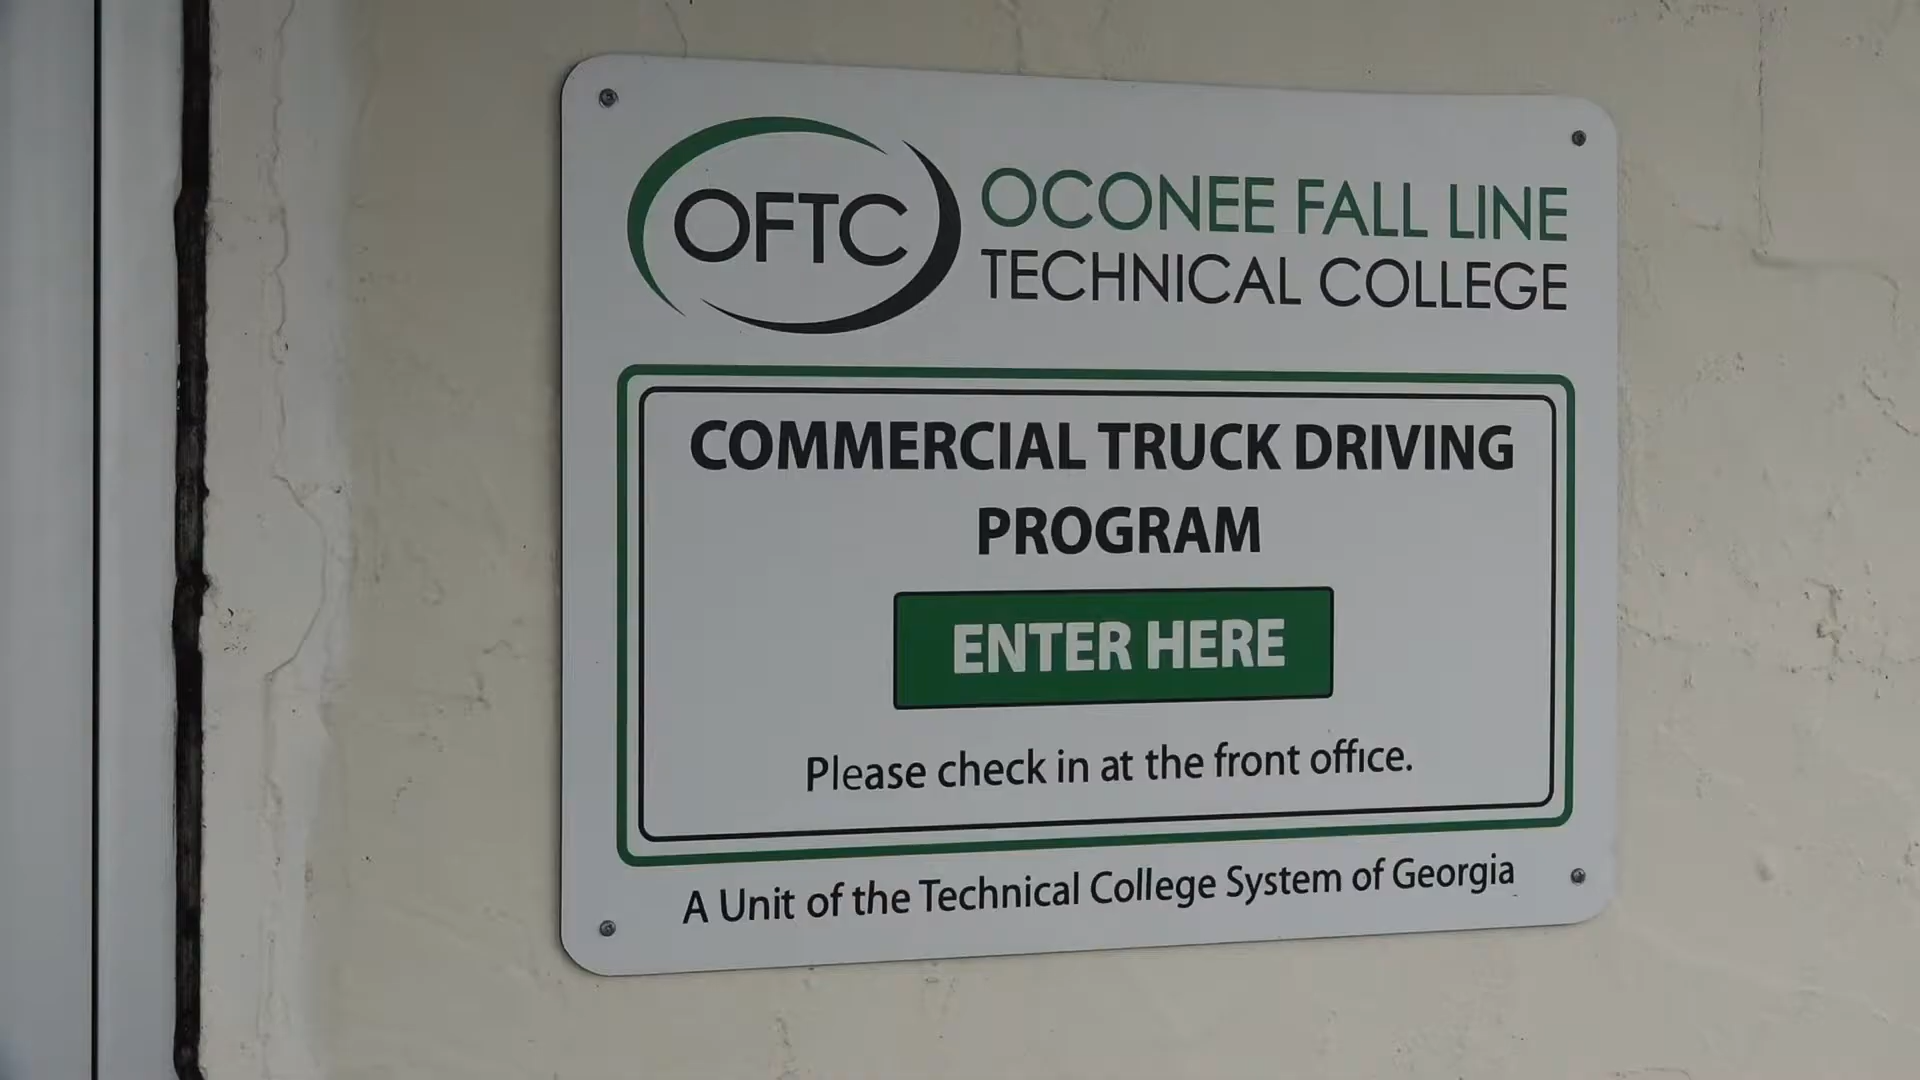 OFTC
OCONEE FALL LINE
TECHNICAL COLLEGE
COMMERCIAL TRUCK DRIVING
PROGRAM
ENTER HERE
Please check in at the front office.
A Unit of the Technical College System of Georgia